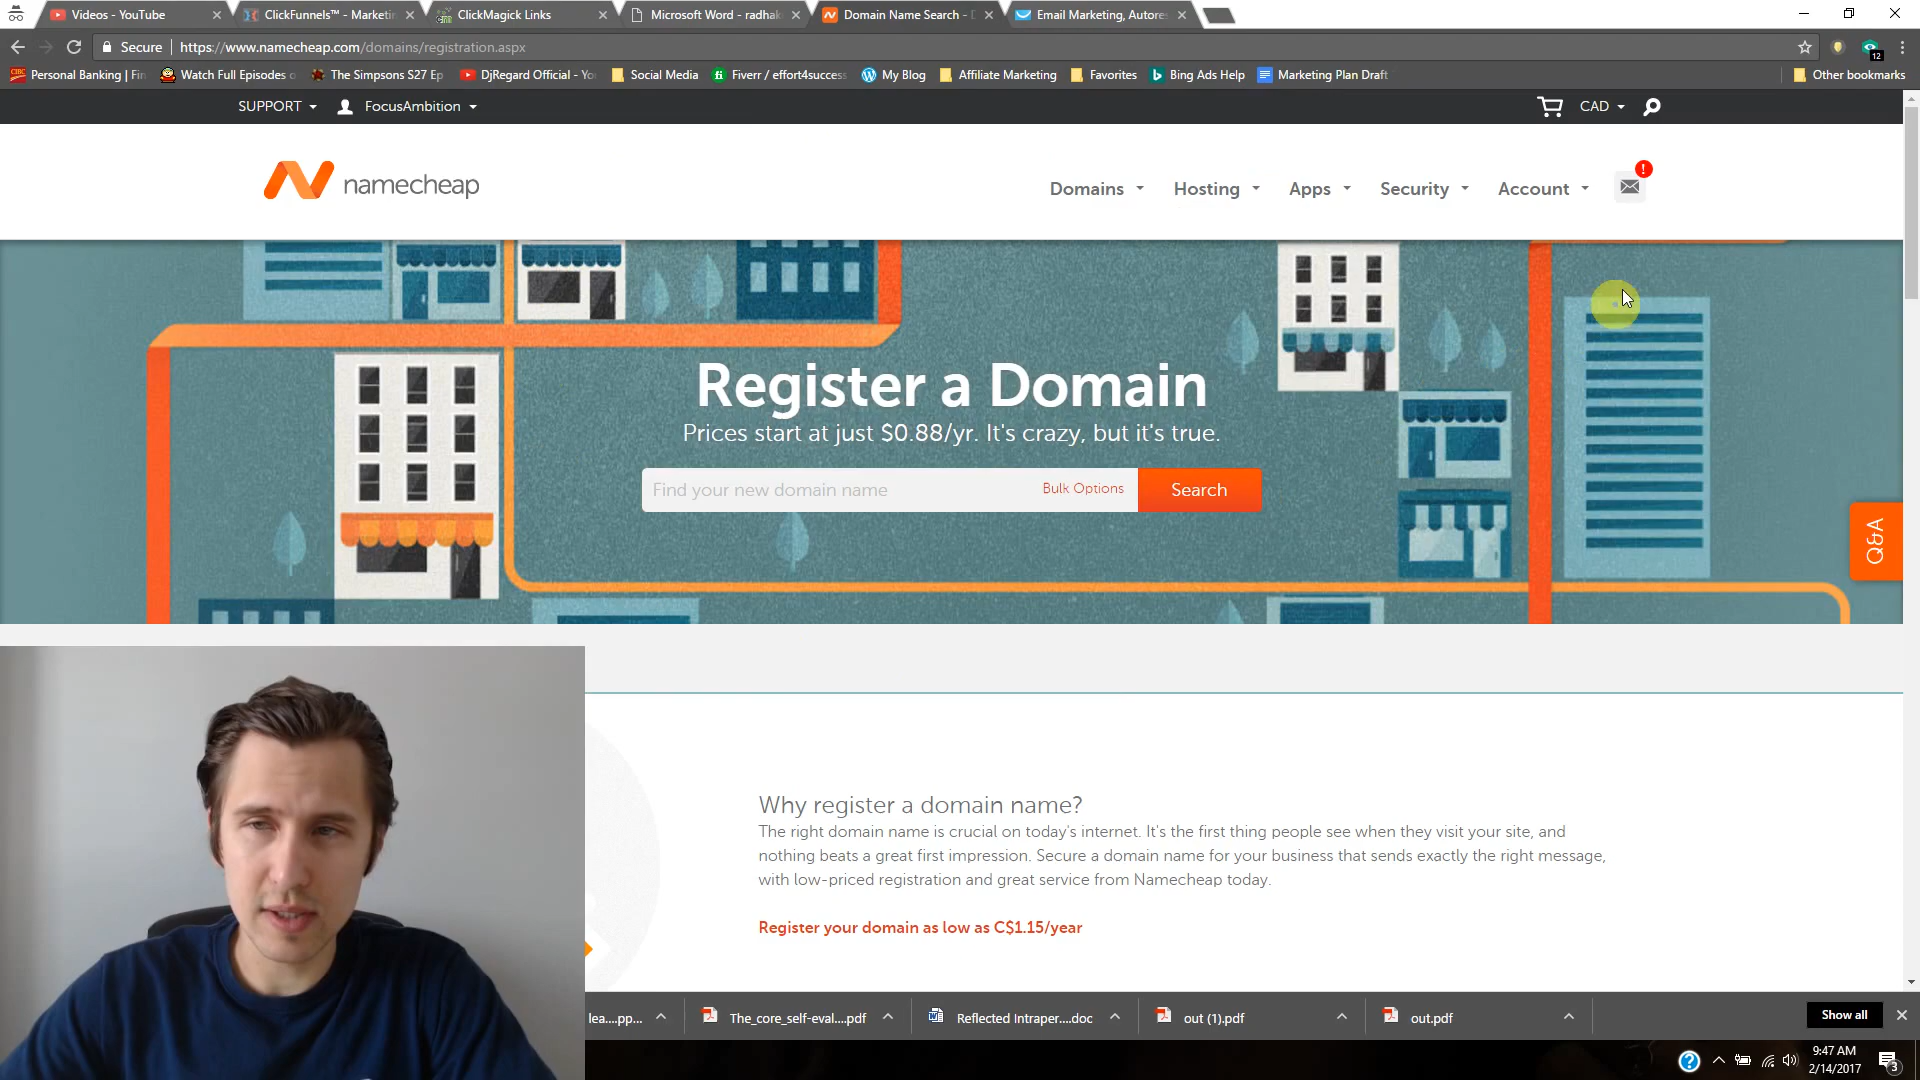 Videos - YouTube
ClickFunnels™ - Marketin
ClickMagick Links
Microsoft Word - radhak
Domain Name Search - D
Email Marketing, Autores
Secure
https://www.namecheap.com/domains/registration.aspx
12
CIBC Personal Banking | Fin
Watch Full Episodes o
The Simpsons S27 Ep
DjRegard Official - Yo
Social Media
fi Fiverr / effort4success
My Blog
Affiliate Marketing
Favorites
Bing Ads Help
Marketing Plan Draft
Other bookmarks
SUPPORT
FocusAmbition
CAD
namecheap
Domains
Hosting
Apps
Security
Account
!
Register a Domain
Prices start at just $0.88/yr. It's crazy, but it's true.
Find your new domain name
Bulk Options
Search
Q&A
Why register a domain name?
The right domain name is crucial on today's internet. It's the first thing people see when they visit your site, and
nothing beats a great first impression. Secure a domain name for your business that sends exactly the right message,
with low-priced registration and great service from Namecheap today.
Register your domain as low as C$1.15/year
lea....pp...
The_core_self-eval....pdf
Reflected Intraper....doc
out (1).pdf
out.pdf
Show all
9:47 AM
2/14/2017
3